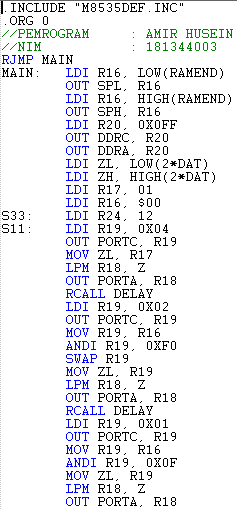 INCLUDE "M8535DEF.INC"
.ORG 0
//PEMROGRAM : AMIR HUSEIN
//NIM : 181344003
RJMP MAIN
MAIN: LDI R16, LOW(RAMEND)
OUT SPL, R16
LDI R16, HIGH(RAMEND)
OUT SPH, R16
LDI R20, 0X0FF
OUT DDRC, R20
OUT DDRA, R20
LDI ZL, LOW(2*DAT)
LDI ZH, HIGH(2*DAT)
LDI R17, 01
LDI R16, $00
S33: LDI R24, 12
S11: LDI R19, 0X04
OUT PORTC, R19
MOV ZL, R17
LPM R18, Z
OUT PORTA, R18
RCALL DELAY
LDI R19, 0X02
OUT PORTC, R19
MOV R19, R16
ANDI R19, 0XF0
SWAP R19
MOV ZL, R19
LPM R18, Z
OUT PORTA, R18
RCALL DELAY
LDI R19, 0X01
OUT PORTC, R19
MOV R19, R16
ANDI R19, 0X0F
MOV ZL, R19
LPM R18, Z
OUT PORTA, R18